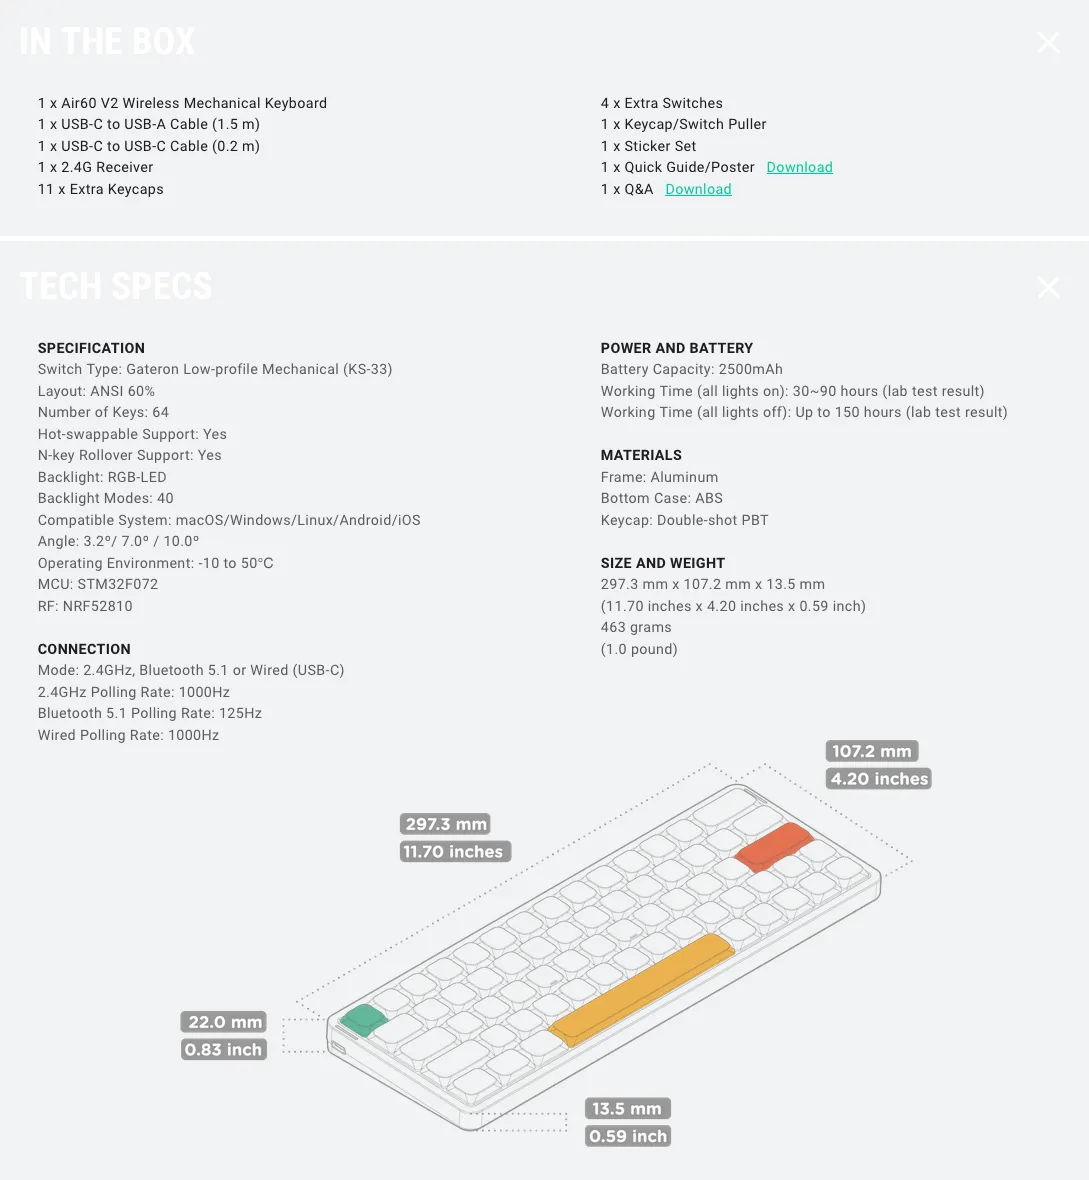 IN THE BOX
1 x Air60 V2 Wireless Mechanical Keyboard
1 x USB-C to USB-A Cable (1.5 m)
1 x USB-C to USB-C Cable (0.2 m)
1 x 2.4G Receiver
11 x Extra Keycaps
4 x Extra Switches
1 x Keycap/Switch Puller
1 x Sticker Set
1 x Quick Guide/Poster Download
1 x Q&A Download
TECH SPECS
SPECIFICATION
Switch Type: Gateron Low-profile Mechanical (KS-33)
Layout: ANSI 60%
Number of Keys: 64
Hot-swappable Support: Yes
N-key Rollover Support: Yes
Backlight: RGB-LED
Backlight Modes: 40
Compatible System: macOS/Windows/Linux/Android/iOS
Angle: 3.2º/ 7.0º / 10.0º
Operating Environment: -10 to 50℃
MCU: STM32F072
RF: NRF52810
CONNECTION
Mode: 2.4GHz, Bluetooth 5.1 or Wired (USB-C)
2.4GHz Polling Rate: 1000Hz
Bluetooth 5.1 Polling Rate: 125Hz
Wired Polling Rate: 1000Hz
POWER AND BATTERY
Battery Capacity: 2500mAh
Working Time (all lights on): 30~90 hours (lab test result)
Working Time (all lights off): Up to 150 hours (lab test result)
MATERIALS
Frame: Aluminum
Bottom Case: ABS
Keycap: Double-shot PBT
SIZE AND WEIGHT
297.3 mm x 107.2 mm x 13.5 mm
(11.70 inches x 4.20 inches x 0.59 inch)
463 grams
(1.0 pound)
107.2 mm
4.20 inches
297.3 mm
11.70 inches
22.0 mm
0.83 inch
13.5 mm
0.59 inch